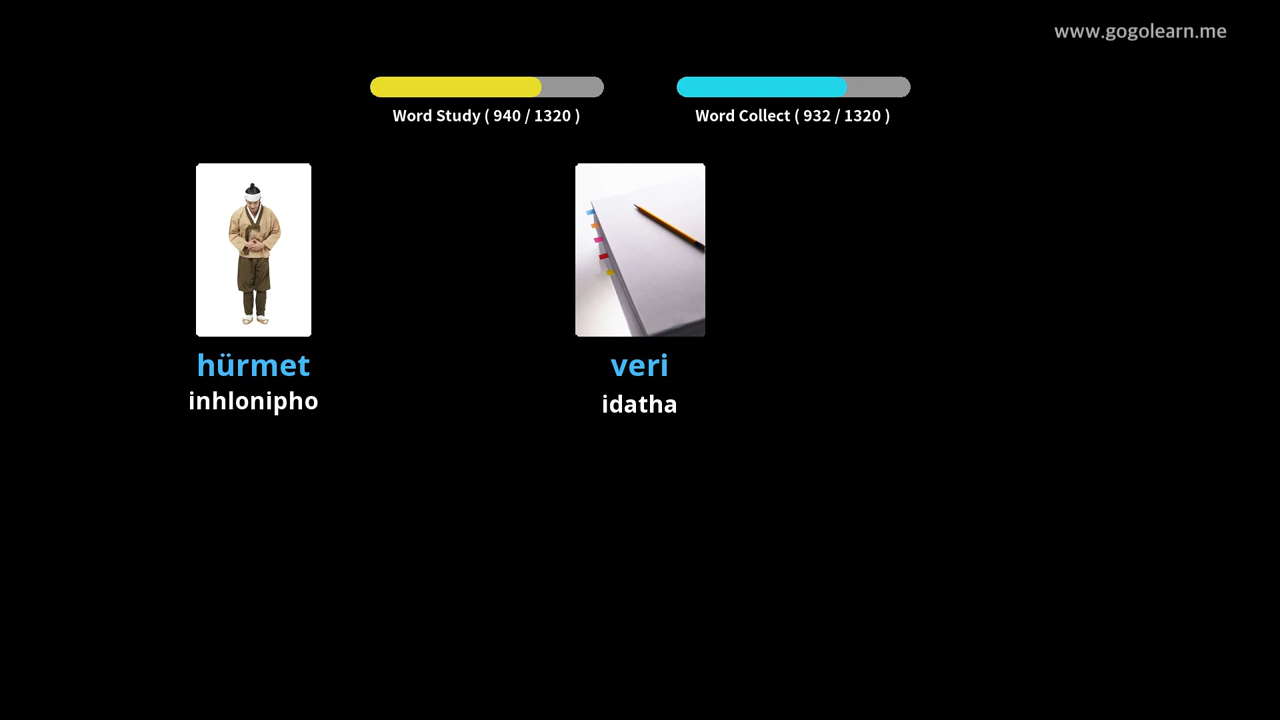 www.gogolearn.me
Word Study ( 940 / 1320 )
Word Collect ( 932 / 1320 )
hürmet
inhlonipho
veri
idatha